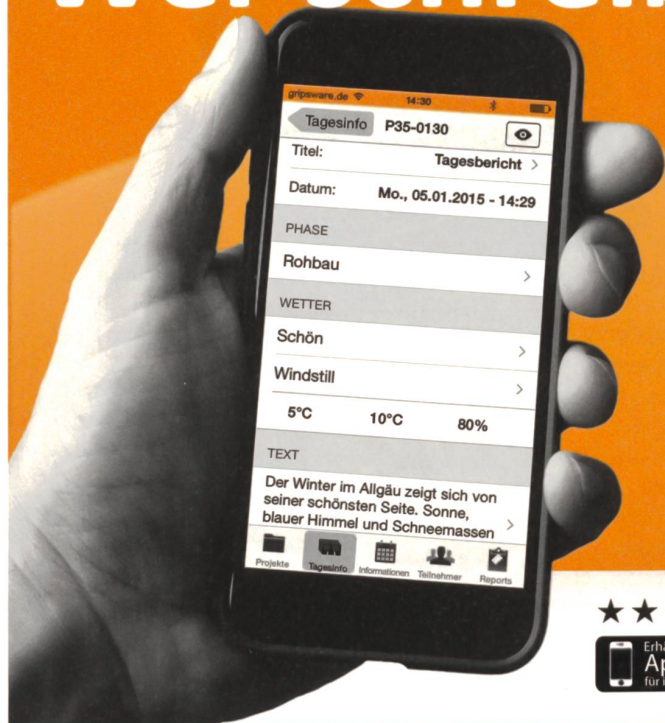 gripsware.de 14:30
Tagesinfo P35-0130
Titel: Tagesbericht >
Datum: Mo., 05.01.2015 - 14:29
PHASE
Rohbau >
WETTER
Schön >
Windstill >
5°C 10°C 80%
TEXT
Der Winter im Allgäu zeigt sich von
seiner schönsten Seite. Sonne,
blauer Himmel und Schneemassen >
Projekte Tagesinfo Informationen Teilnehmer Reports